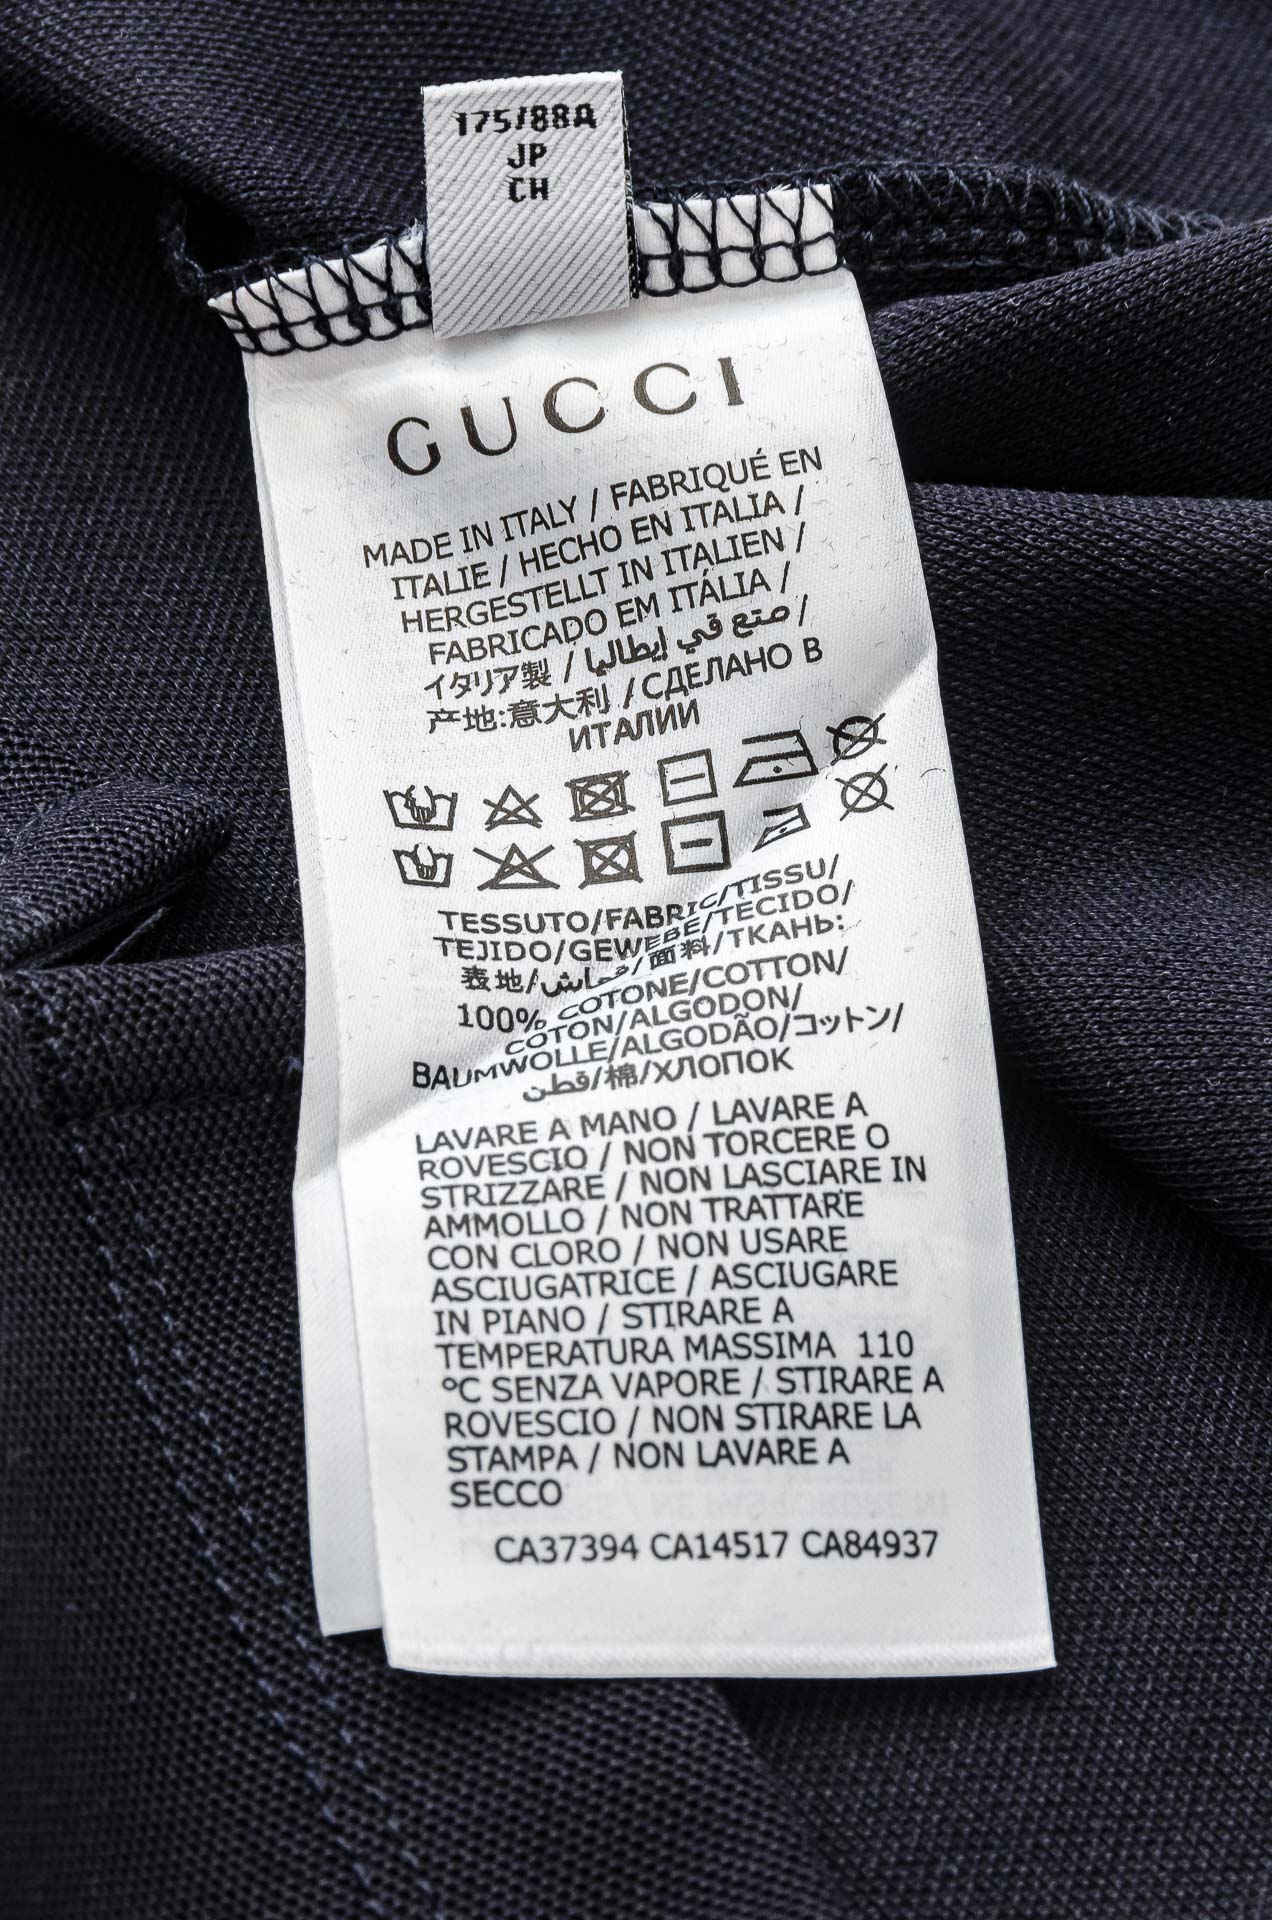 175/88A
JP
CH
GUCCI
MADE IN ITALY / FABRIQUÉ EN
ITALIE / HECHO EN ITALIA /
HERGESTELLT IN ITALIEN /
FABRICADO EM ITÁLIA /
イタリア製 / صنع في إيطاليا /
产地:意大利 / СДЕЛАНО В
ИТАЛИИ
TESSUTO/FABRIC/TISSU/
TEJIDO/GEWEBE/TECIDO/
表地/قماش/面料/ТКАНЬ:
100% COTONE/COTTON/
COTON/ALGODON/
BAUMWOLLE/ALGODÃO/コットン/
قطن/棉/ХЛОПОК
LAVARE A MANO / LAVARE A
ROVESCIO / NON TORCERE O
STRIZZARE / NON LASCIARE IN
AMMOLLO / NON TRATTARE
CON CLORO / NON USARE
ASCIUGATRICE / ASCIUGARE
IN PIANO / STIRARE A
TEMPERATURA MASSIMA 110
°C SENZA VAPORE / STIRARE A
ROVESCIO / NON STIRARE LA
STAMPA / NON LAVARE A
SECCO
CA37394 CA14517 CA84937